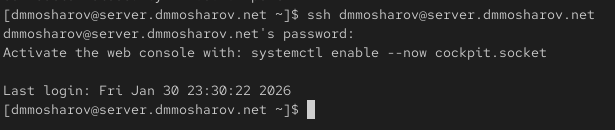 [dmmosharov@server.dmmosharov.net ~]$ ssh dmmosharov@server.dmmosharov.net
dmmosharov@server.dmmosharov.net's password:
Activate the web console with: systemctl enable --now cockpit.socket

Last login: Fri Jan 30 23:30:22 2026
[dmmosharov@server.dmmosharov.net ~]$